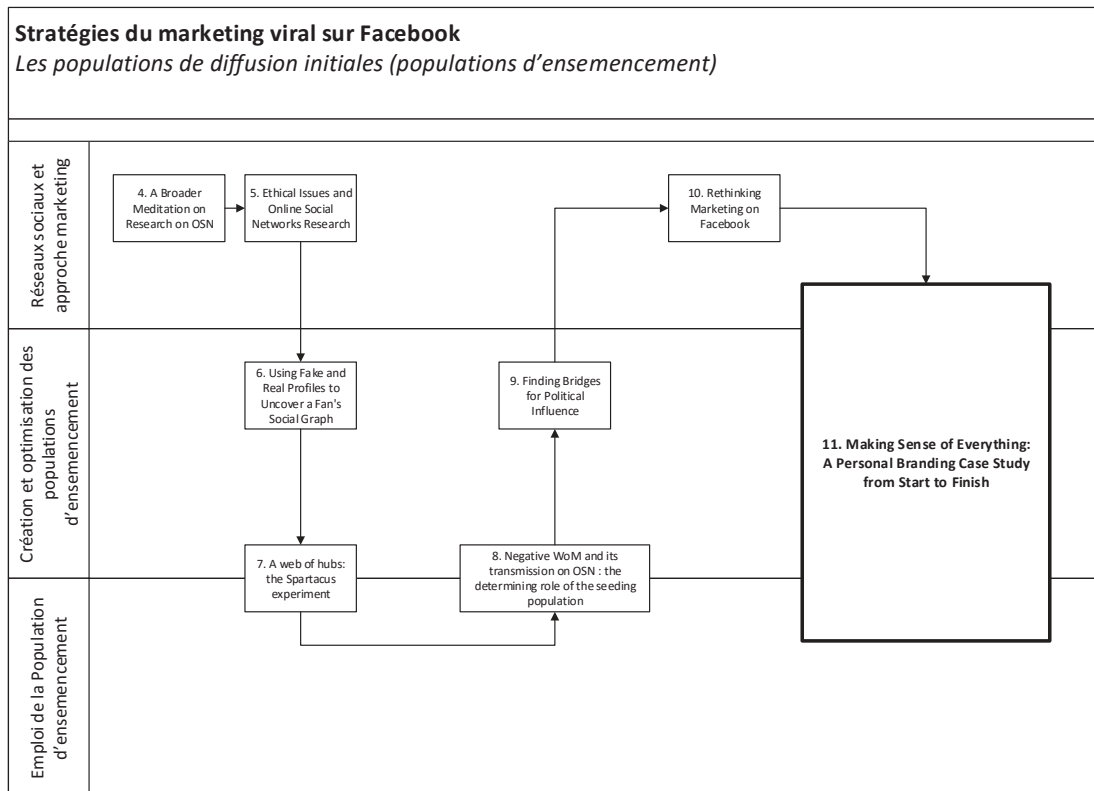 Stratégies du marketing viral sur Facebook
Les populations de diffusion initiales (populations d'ensemencement)
Réseaux sociaux et
approche marketing
4. A Broader
Meditation on
Research on OSN
5. Ethical Issues and
Online Social
Networks Research
10. Rethinking
Marketing on
Facebook
Création et optimisation des
populations
d'ensemencement
6. Using Fake and
Real Profiles to
Uncover a Fan's
Social Graph
9. Finding Bridges
for Political
Influence
11. Making Sense of Everything:
A Personal Branding Case Study
from Start to Finish
7. A web of hubs:
the Spartacus
experiment
8. Negative WoM and its
transmission on OSN : the
determining role of the seeding
population
Emploi de la Population
d'ensemencement